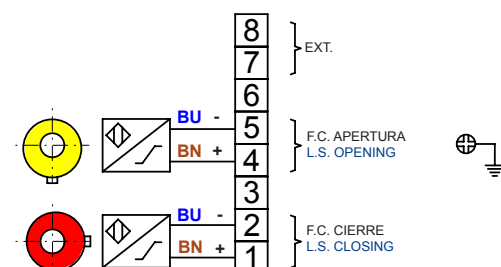 8
7
EXT.
6
BU -
5
BN +
4
F.C. APERTURA
L.S. OPENING
3
BU -
2
BN +
1
F.C. CIERRE
L.S. CLOSING